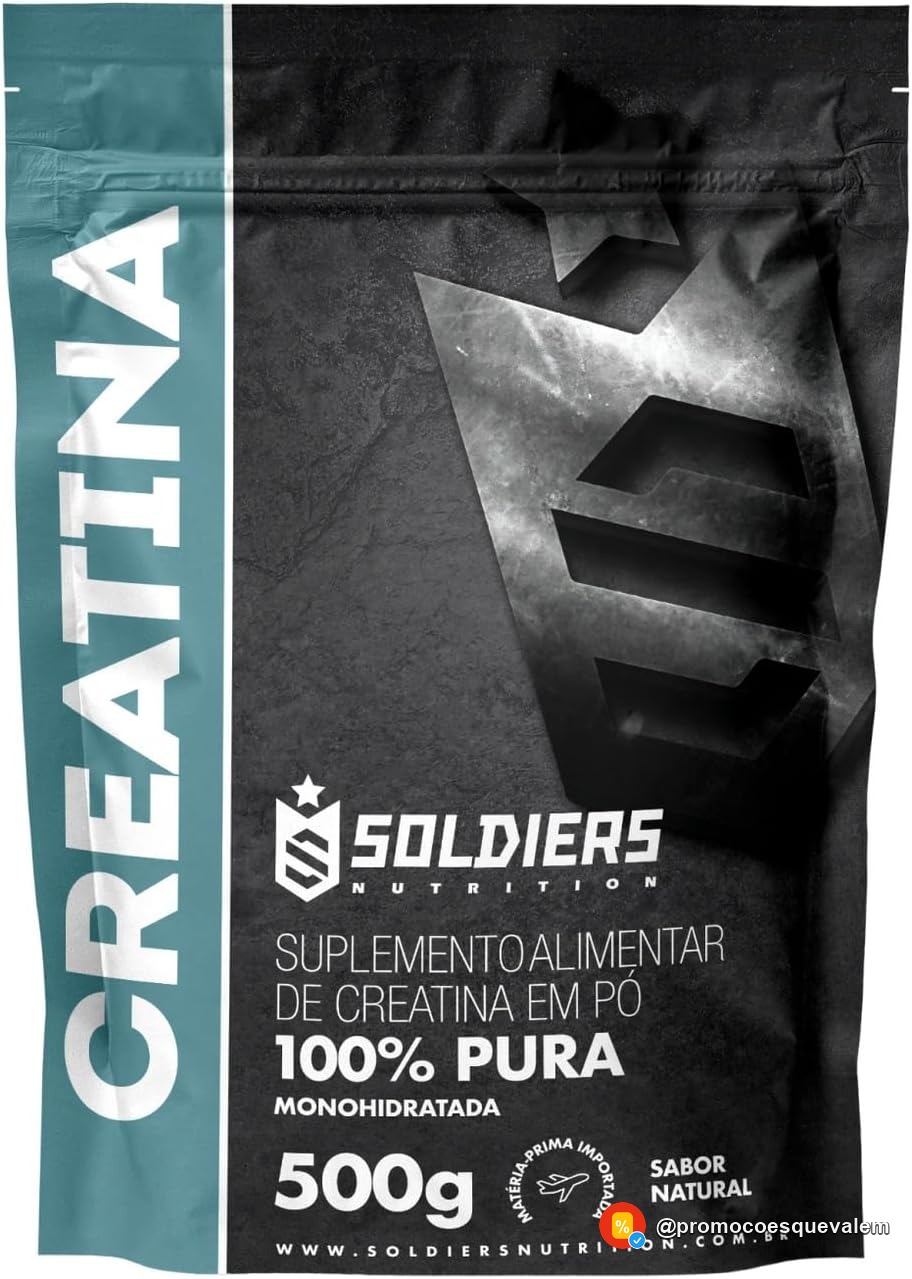 CREATINA
SOLDIERS
NUTRITION
SUPLEMENTO ALIMENTAR
DE CREATINA EM PÓ
100% PURA
MONOHIDRATADA
500g
MATÉRIA-PRIMA IMPORTADA
SABOR
NATURAL
%
@promocoesquevalem
WWW.SOLDIERSNUTRITION.COM.BR